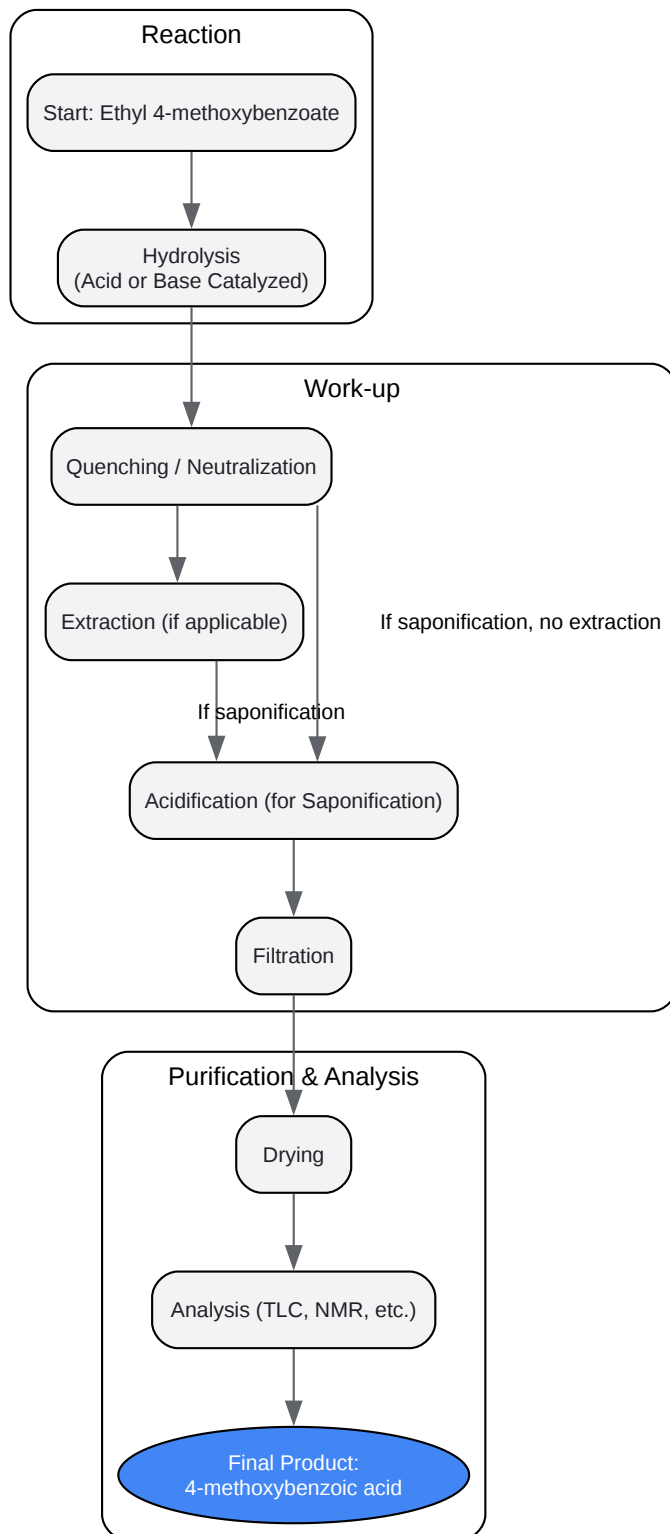 Reaction
Start: Ethyl 4-methoxybenzoate
Hydrolysis
(Acid or Base Catalyzed)
Work-up
Quenching / Neutralization
Extraction (if applicable)
If saponification, no extraction
If saponification
Acidification (for Saponification)
Filtration
Purification & Analysis
Drying
Analysis (TLC, NMR, etc.)
Final Product:
4-methoxybenzoic acid